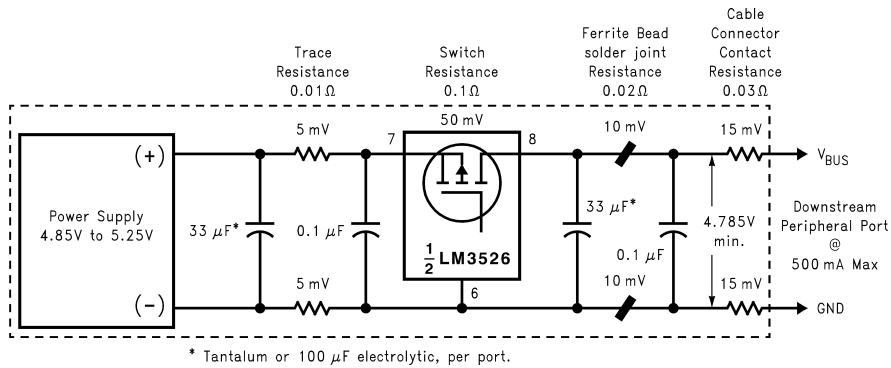 Trace
Resistance
0.01Ω
Switch
Resistance
0.1Ω
Ferrite Bead
solder joint
Resistance
0.02Ω
Cable
Connector
Contact
Resistance
0.03Ω
5 mV
7
50 mV
8
10 mV
15 mV
(+)
V_BUS
Power Supply
4.85V to 5.25V
33 μF*
0.1 μF
1/2 LM3526
33 μF*
0.1 μF
4.785V
min.
Downstream
Peripheral Port
@
500 mA Max
5 mV
6
10 mV
15 mV
(−)
GND
* Tantalum or 100 μF electrolytic, per port.